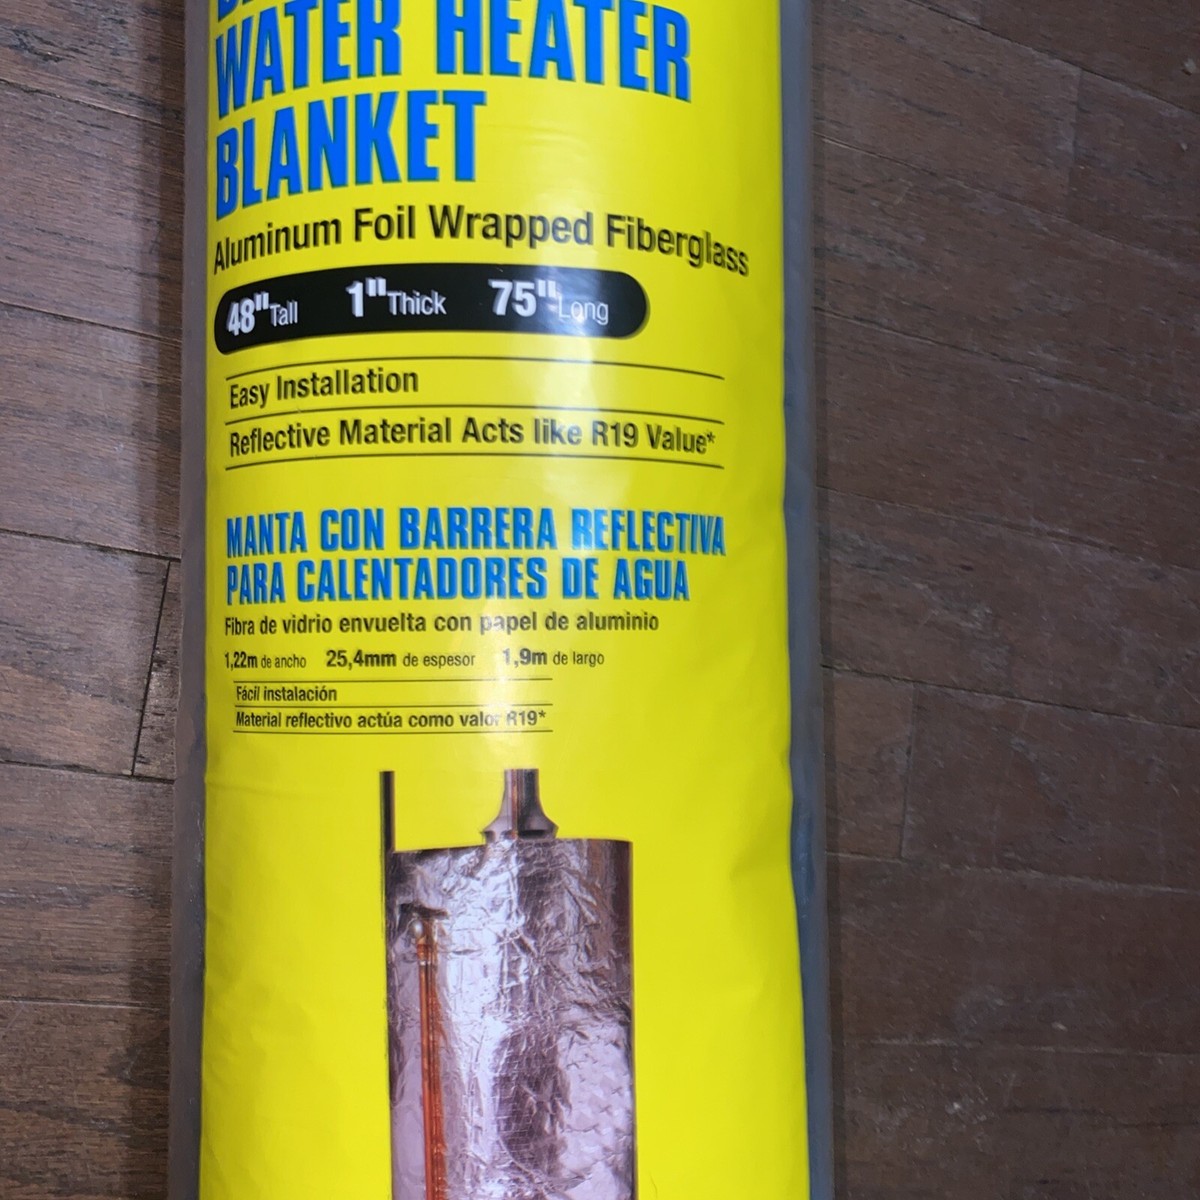 WATER HEATER
BLANKET
Aluminum Foil Wrapped Fiberglass
48" Tall 1" Thick 75" Long
Easy Installation
Reflective Material Acts like R19 Value*
MANTA CON BARRERA REFLECTIVA
PARA CALENTADORES DE AGUA
Fibra de vidrio envuelta con papel de aluminio
1,22m de ancho 25,4mm de espesor 1,9m de largo
Fácil instalación
Material reflectivo actúa como valor R19*